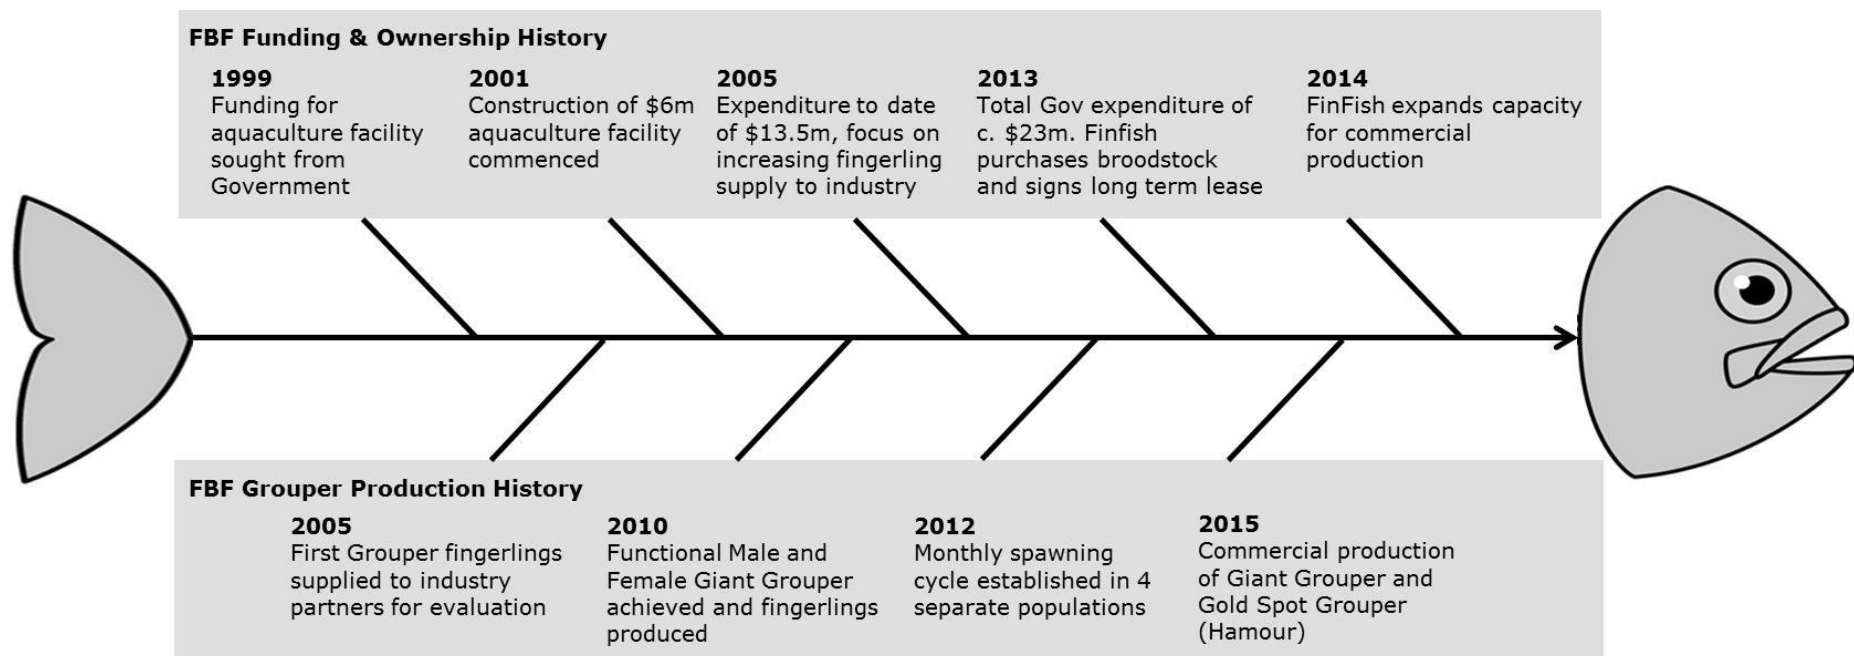 FBF Funding & Ownership History
1999
Funding for
aquaculture facility
sought from
Government
2001
Construction of $6m
aquaculture facility
commenced
2005
Expenditure to date
of $13.5m, focus on
increasing fingerling
supply to industry
2013
Total Gov expenditure of
c. $23m. Finfish
purchases broodstock
and signs long term lease
2014
FinFish expands capacity
for commercial
production
FBF Grouper Production History
2005
First Grouper fingerlings
supplied to industry
partners for evaluation
2010
Functional Male and
Female Giant Grouper
achieved and fingerlings
produced
2012
Monthly spawning
cycle established in 4
separate populations
2015
Commercial production
of Giant Grouper and
Gold Spot Grouper
(Hamour)